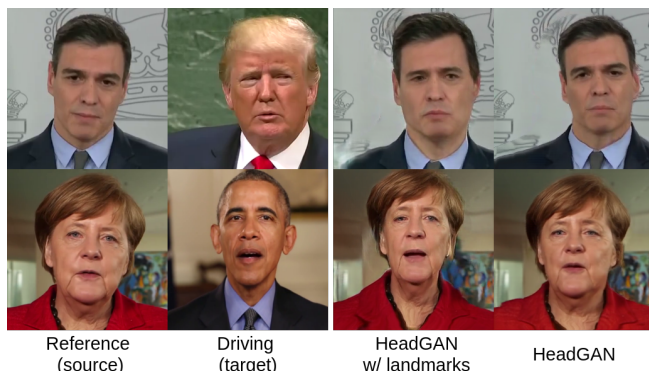 Reference
(source)
Driving
(target)
HeadGAN
w/ landmarks
HeadGAN